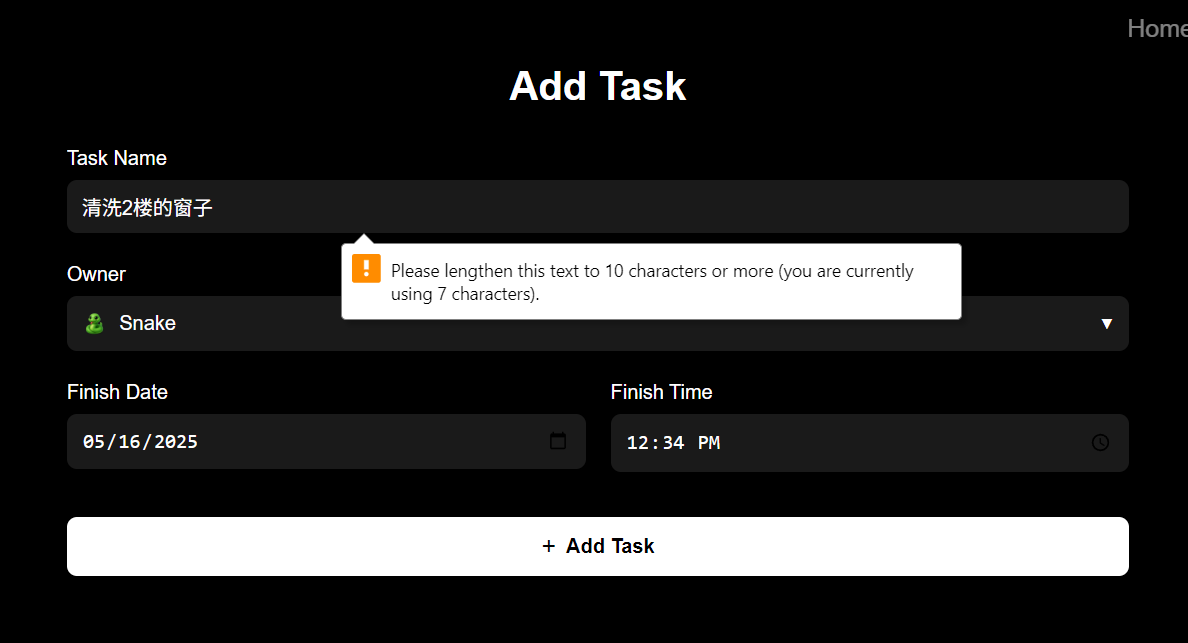 Home
Add Task
Task Name
清洗2楼的窗子
Please lengthen this text to 10 characters or more (you are currently
using 7 characters).
Owner
Snake
Finish Date
Finish Time
05/16/2025
12:34 PM
+ Add Task